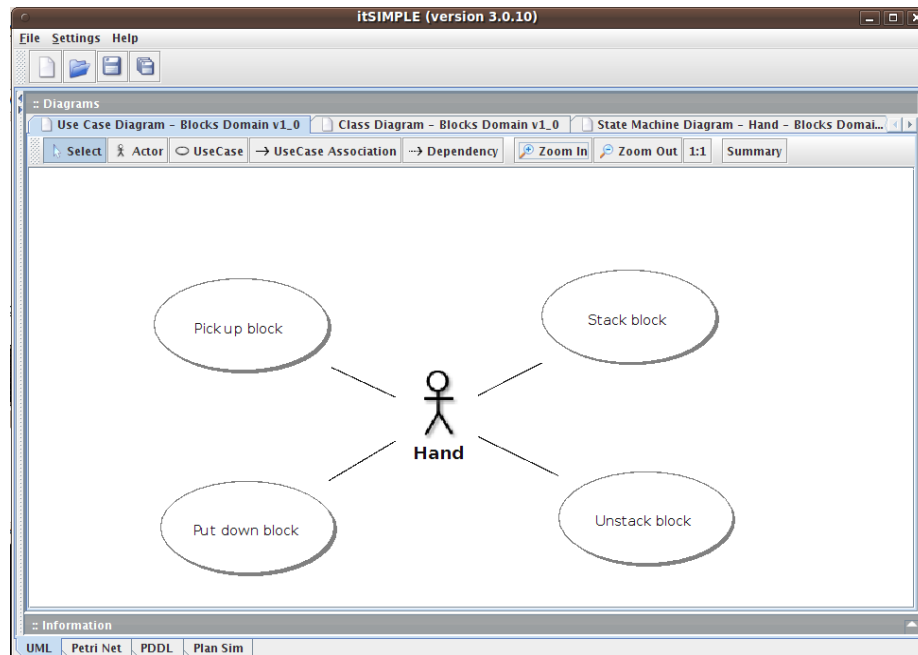 itSIMPLE (version 3.0.10)
File Settings Help
:: Diagrams
Use Case Diagram - Blocks Domain v1_0 Class Diagram - Blocks Domain v1_0 State Machine Diagram - Hand - Blocks Domai...
Select Actor UseCase UseCase Association Dependency Zoom In Zoom Out 1:1 Summary
Pick up block
Stack block
Hand
Put down block
Unstack block
:: Information
UML Petri Net PDDL Plan Sim